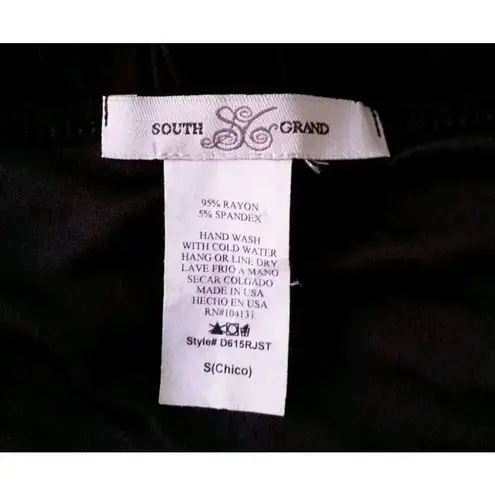 SOUTH SG GRAND
95% RAYON
5% SPANDEX
HAND WASH
WITH COLD WATER
HANG OR LINE DRY
LAVE FRIO A MANO
SECAR COLGADO
MADE IN USA
HECHO EN USA
RN#104131
Style# D615RJST
S(Chico)